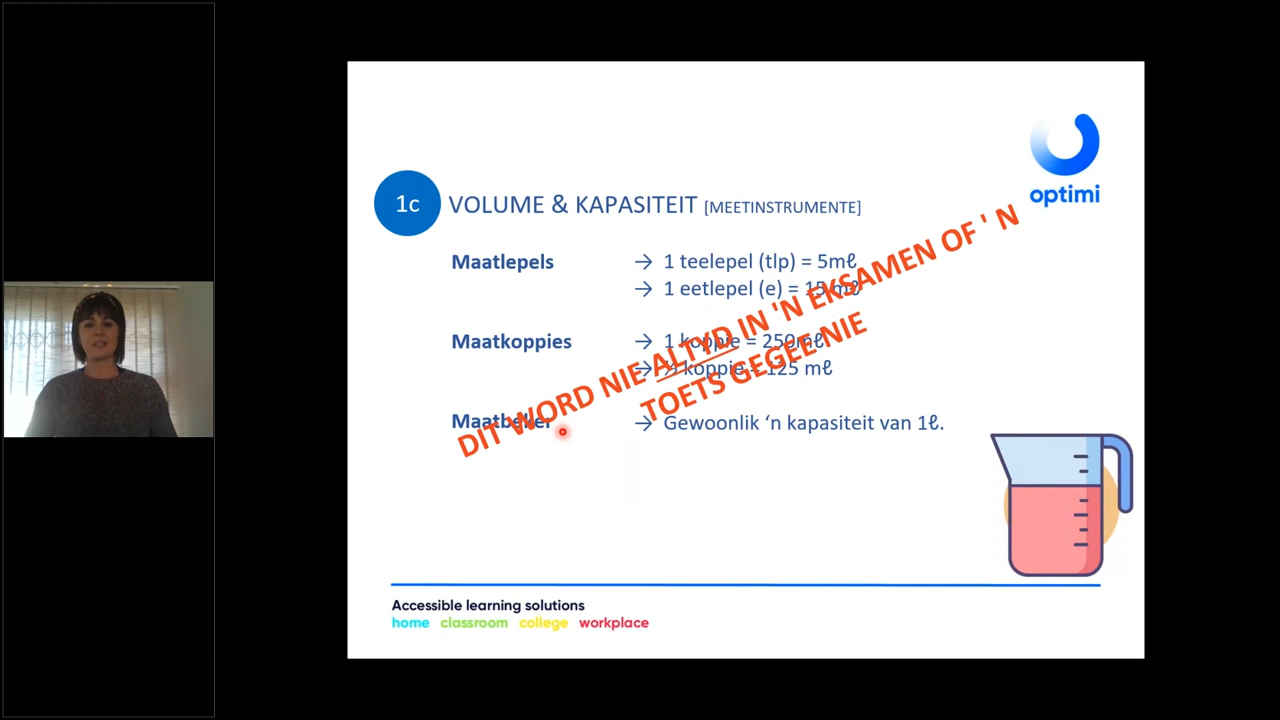 optimi
1c
VOLUME & KAPASITEIT [MEETINSTRUMENTE]
Maatlepels → 1 teelepel (tlp) = 5mℓ
→ 1 eetlepel (e) = 15 mℓ
Maatkoppies → 1 koppie = 250mℓ
→ ½ koppie = 125 mℓ
Maatbeker → Gewoonlik ‘n kapasiteit van 1ℓ.
DIT WORD NIE ALTYD IN 'N EKSAMEN OF ' N
TOETS GEGEE NIE
Accessible learning solutions
home classroom college workplace